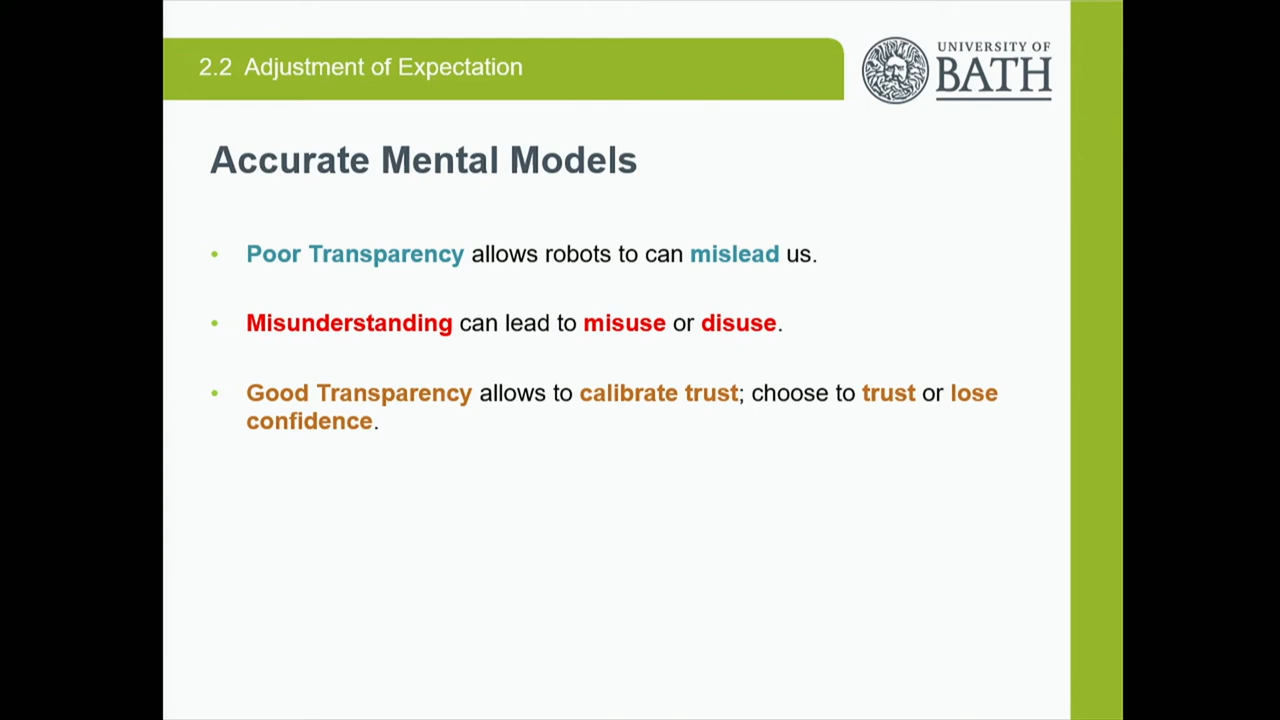 2.2 Adjustment of Expectation
UNIVERSITY OF
BATH
Accurate Mental Models
• Poor Transparency allows robots to can mislead us.
• Misunderstanding can lead to misuse or disuse.
• Good Transparency allows to calibrate trust; choose to trust or lose
confidence.